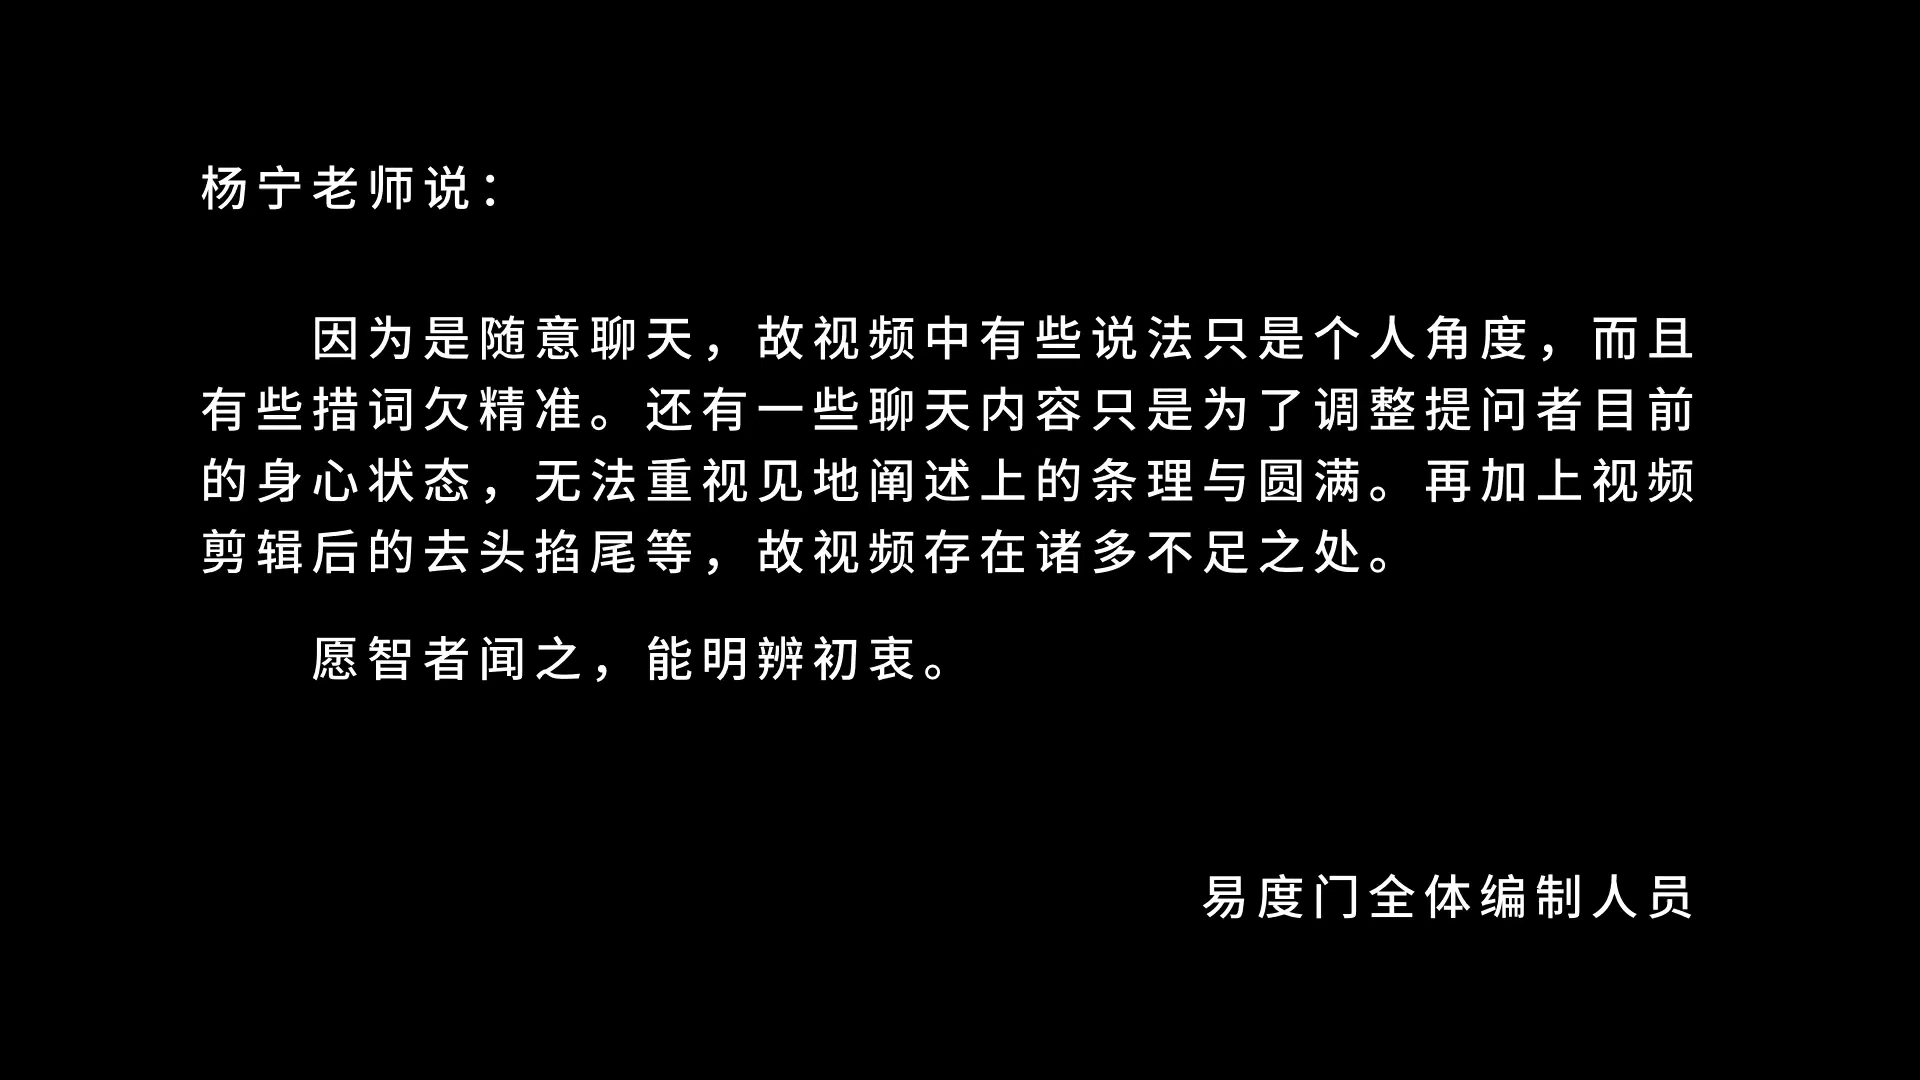 杨宁老师说：
因为是随意聊天，故视频中有些说法只是个人角度，而且
有些措词欠精准。还有一些聊天内容只是为了调整提问者目前
的身心状态，无法重视见地阐述上的条理与圆满。再加上视频
剪辑后的去头掐尾等，故视频存在诸多不足之处。
愿智者闻之，能明辨初衷。
易度门全体编制人员